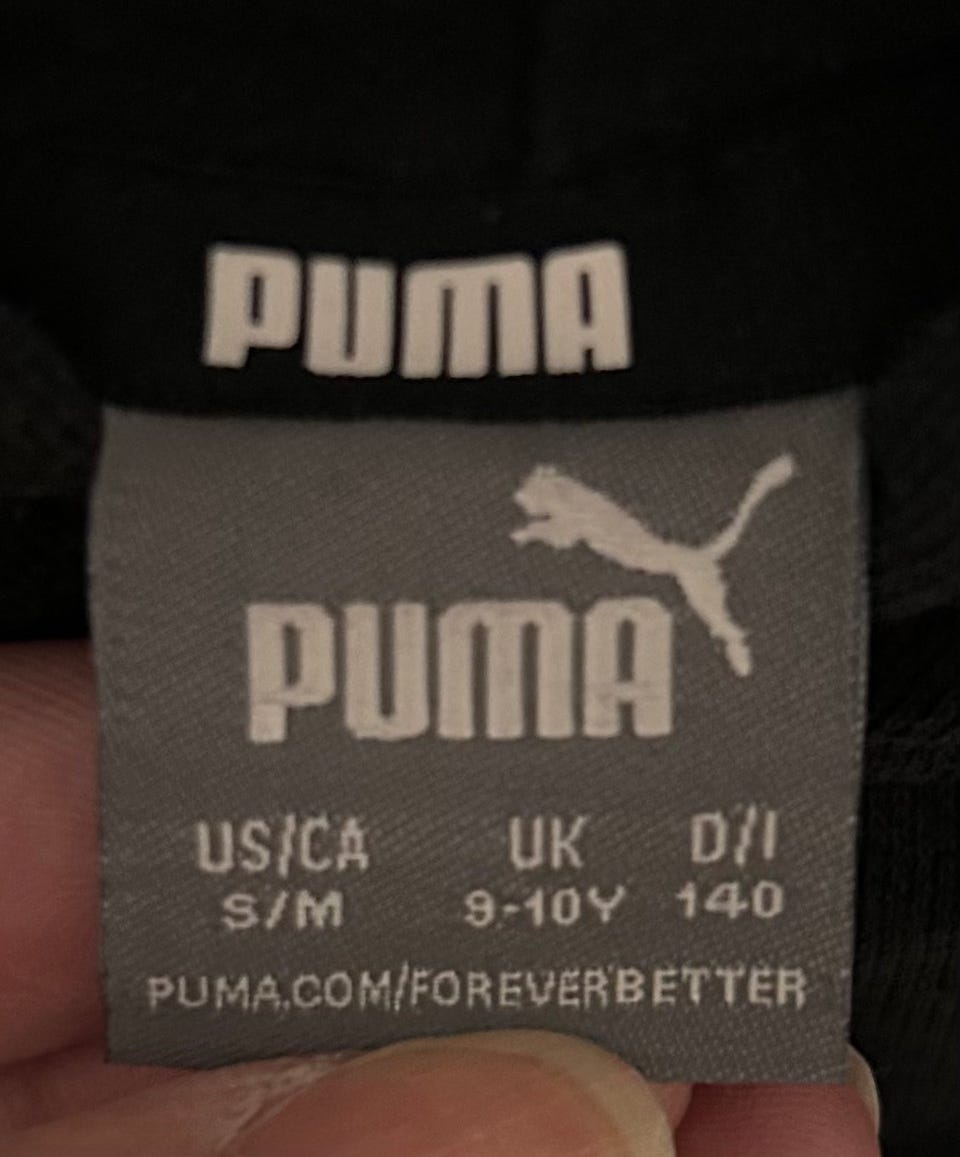 PUMA
PUMA
US/CA UK D/I
S/M 9-10Y 140
PUMA.COM/FOREVERBETTER